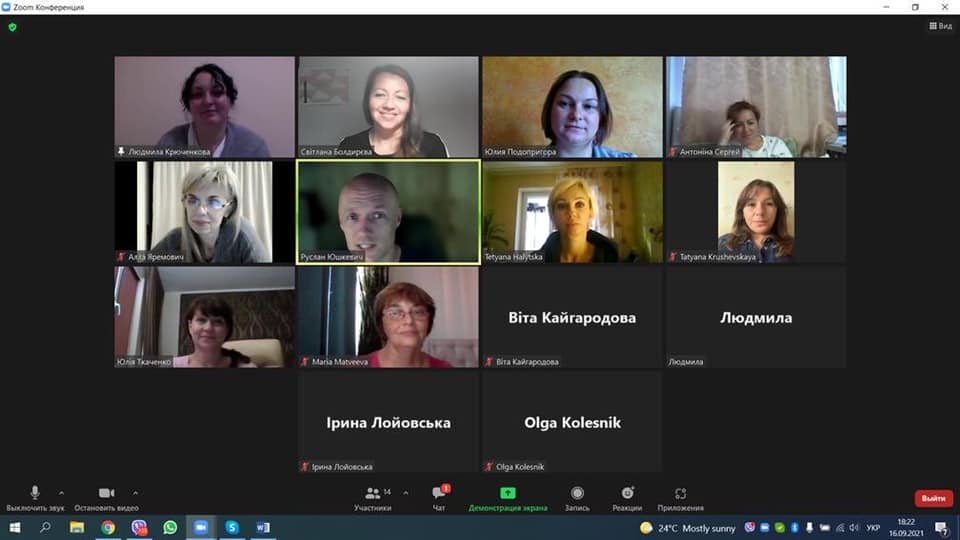 Zoom Конференция
Вид
Людмила Крюченкова
Світлана Болдирєва
Юлия Подопригора
Антоніна Сергей
Алла Яремович
Руслан Юшкевич
Tetyana Halytska
Tatyana Krushevskaya
Юлія Ткаченко
Maria Matveeva
Віта Кайгародова
Віта Кайгародова
Людмила
Людмила
Ірина Лойовська
Ірина Лойовська
Olga Kolesnik
Olga Kolesnik
Выключить звук
Остановить видео
14
Участники
1
Чат
Демонстрация экрана
Запись
Реакции
Приложения
Выйти
24°C Mostly sunny
УКР
18:22
16.09.2021